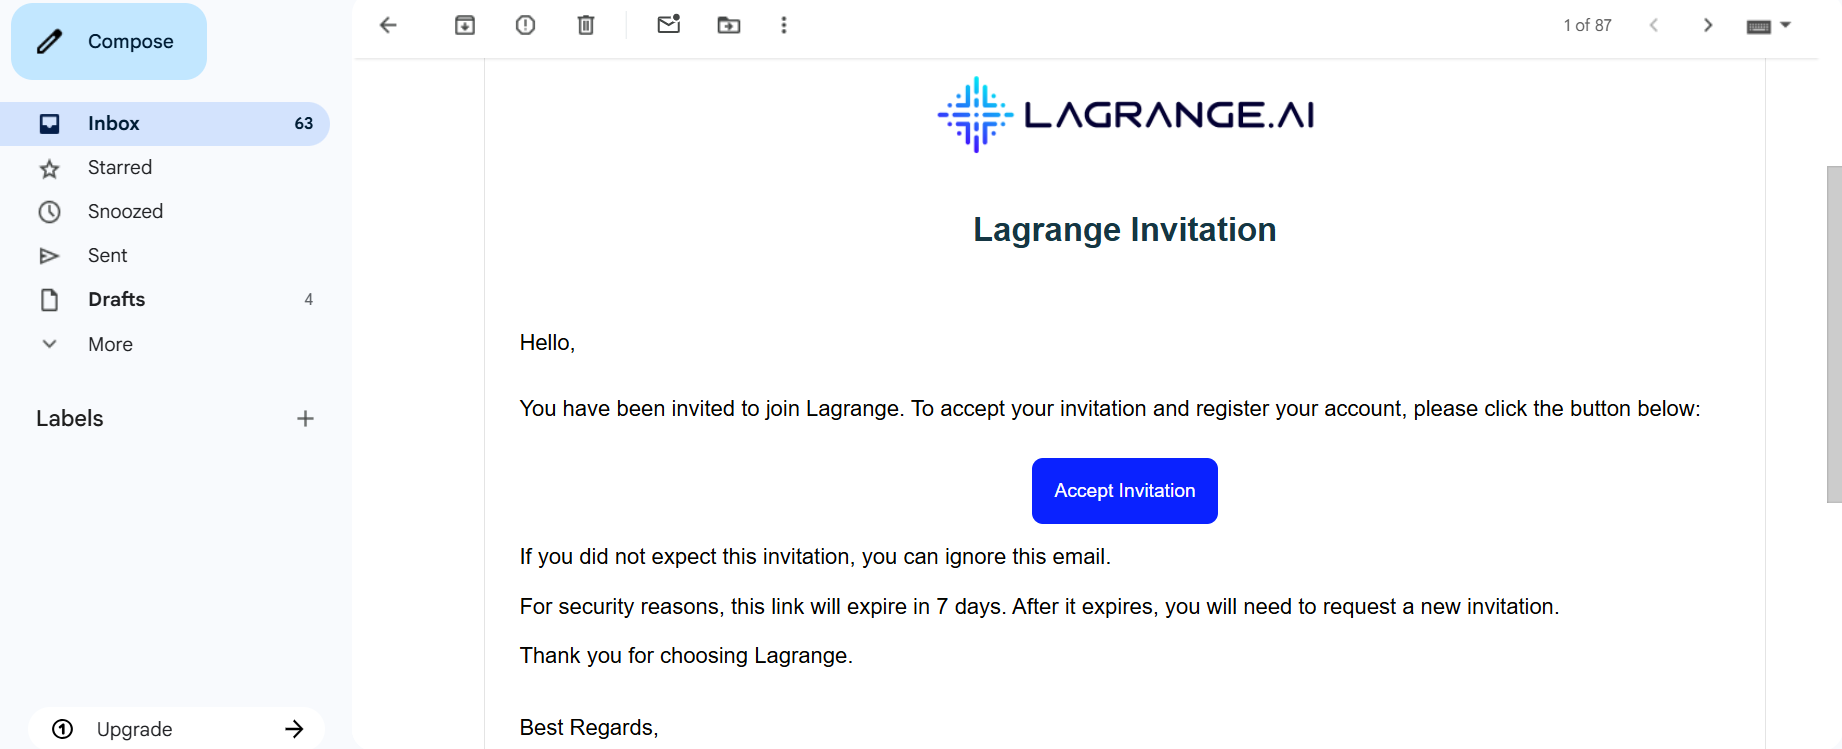 Compose
Inbox 63
Starred
Snoozed
Sent
Drafts 4
More
Labels
Upgrade
1 of 87
LAGRANGE.AI
Lagrange Invitation
Hello,
You have been invited to join Lagrange. To accept your invitation and register your account, please click the button below:
Accept Invitation
If you did not expect this invitation, you can ignore this email.
For security reasons, this link will expire in 7 days. After it expires, you will need to request a new invitation.
Thank you for choosing Lagrange.
Best Regards,